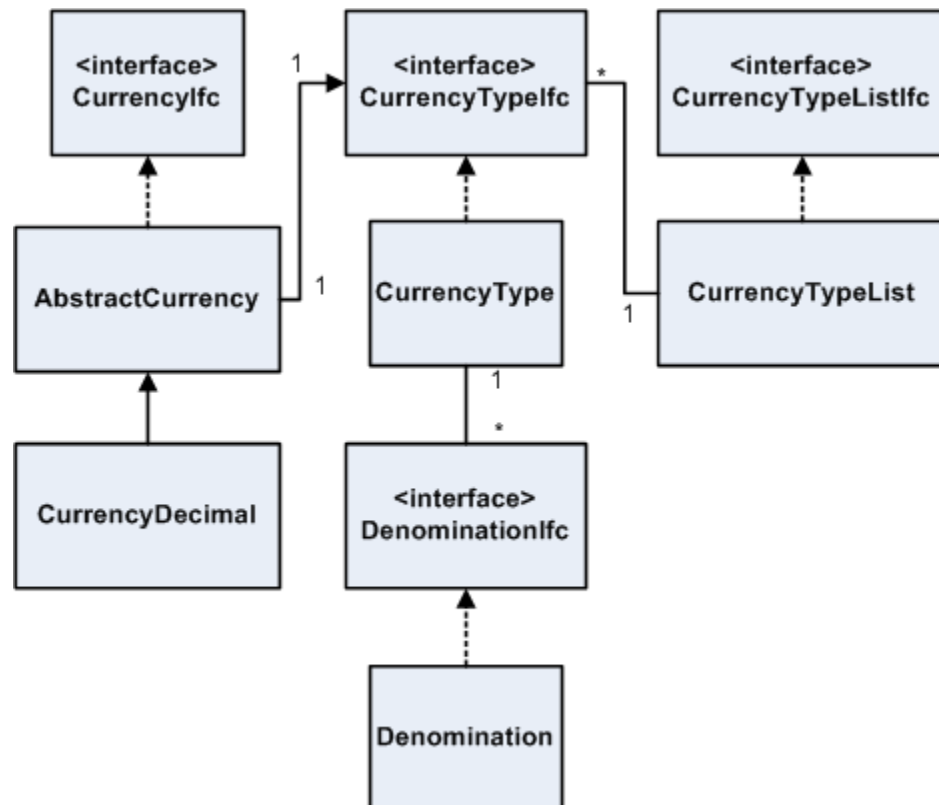 <interface>
CurrencyIfc
1
<interface>
CurrencyTypeIfc
*
<interface>
CurrencyTypeListIfc
AbstractCurrency
1
CurrencyType
1
CurrencyTypeList
1
*
CurrencyDecimal
<interface>
DenominationIfc
Denomination